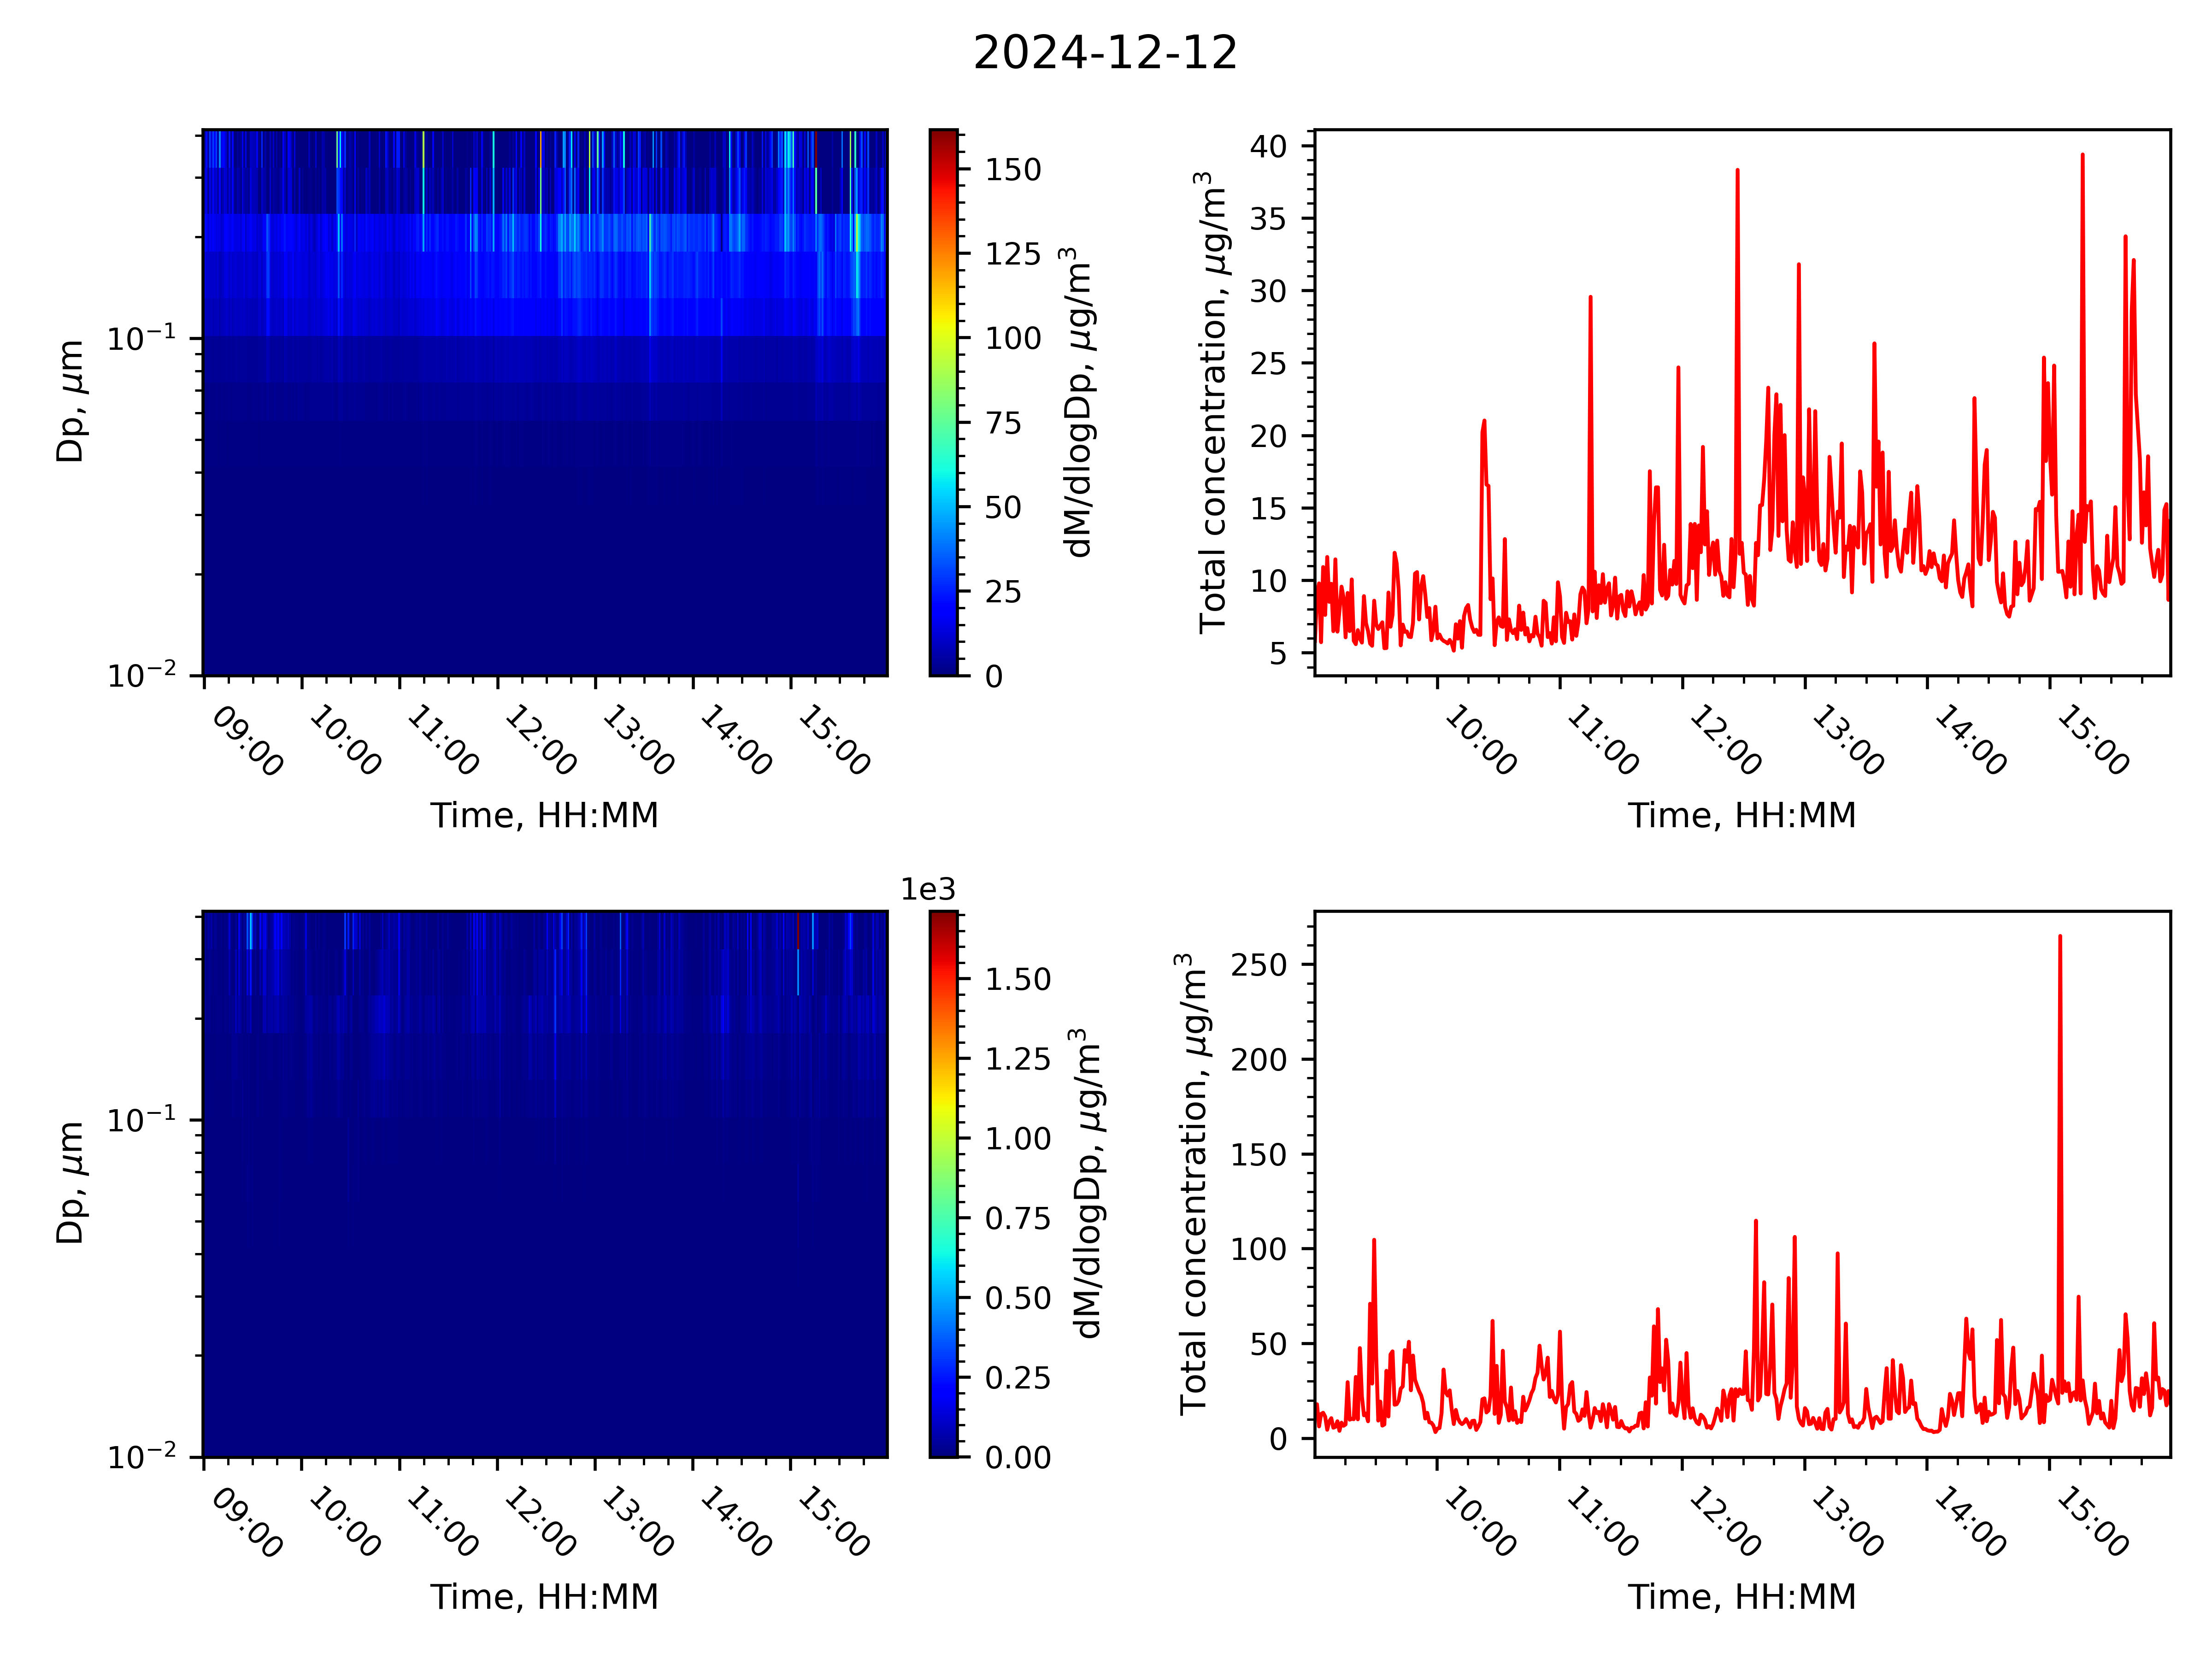 2024-12-12
Dp, μm
10⁻¹
10⁻²
09:00 10:00 11:00 12:00 13:00 14:00 15:00
Time, HH:MM
150
125
100
75
50
25
0
dM/dlogDp, μg/m³
Total concentration, μg/m³
40
35
30
25
20
15
10
5
10:00 11:00 12:00 13:00 14:00 15:00
Time, HH:MM
Dp, μm
10⁻¹
10⁻²
09:00 10:00 11:00 12:00 13:00 14:00 15:00
Time, HH:MM
1e3
1.50
1.25
1.00
0.75
0.50
0.25
0.00
dM/dlogDp, μg/m³
Total concentration, μg/m³
250
200
150
100
50
0
10:00 11:00 12:00 13:00 14:00 15:00
Time, HH:MM